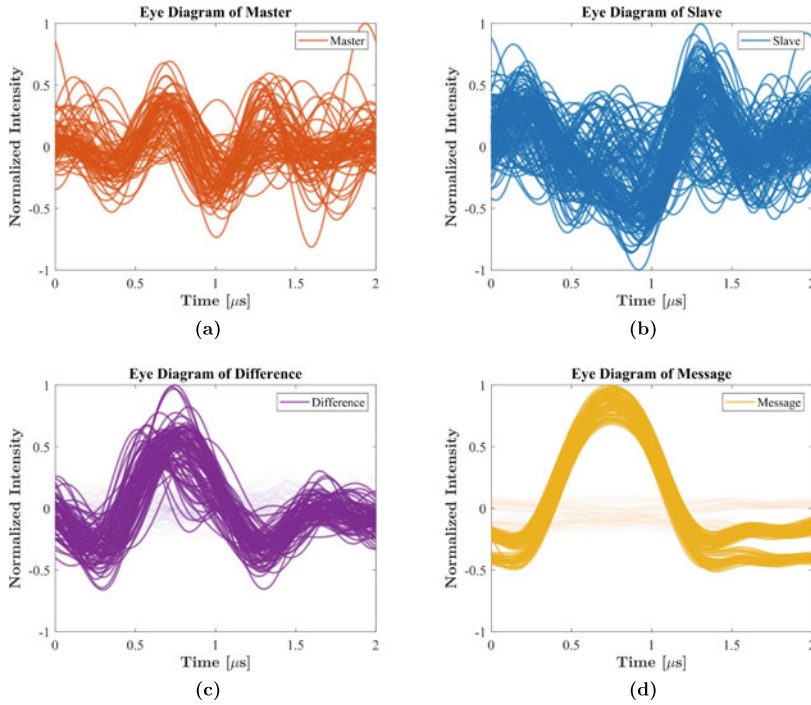 Eye Diagram of Master
Master
Normalized Intensity
1
0.5
0
-0.5
-1
0
0.5
1
1.5
2
Time [μs]
(a)
Eye Diagram of Slave
Slave
Normalized Intensity
1
0.5
0
-0.5
-1
0
0.5
1
1.5
2
Time [μs]
(b)
Eye Diagram of Difference
Difference
Normalized Intensity
1
0.5
0
-0.5
-1
0
0.5
1
1.5
2
Time [μs]
(c)
Eye Diagram of Message
Message
Normalized Intensity
1
0.5
0
-0.5
-1
0
0.5
1
1.5
2
Time [μs]
(d)